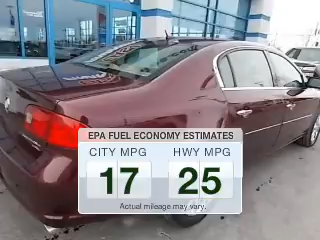 EPA FUEL ECONOMY ESTIMATES
CITY MPG HWY MPG
17 25
Actual mileage may vary.